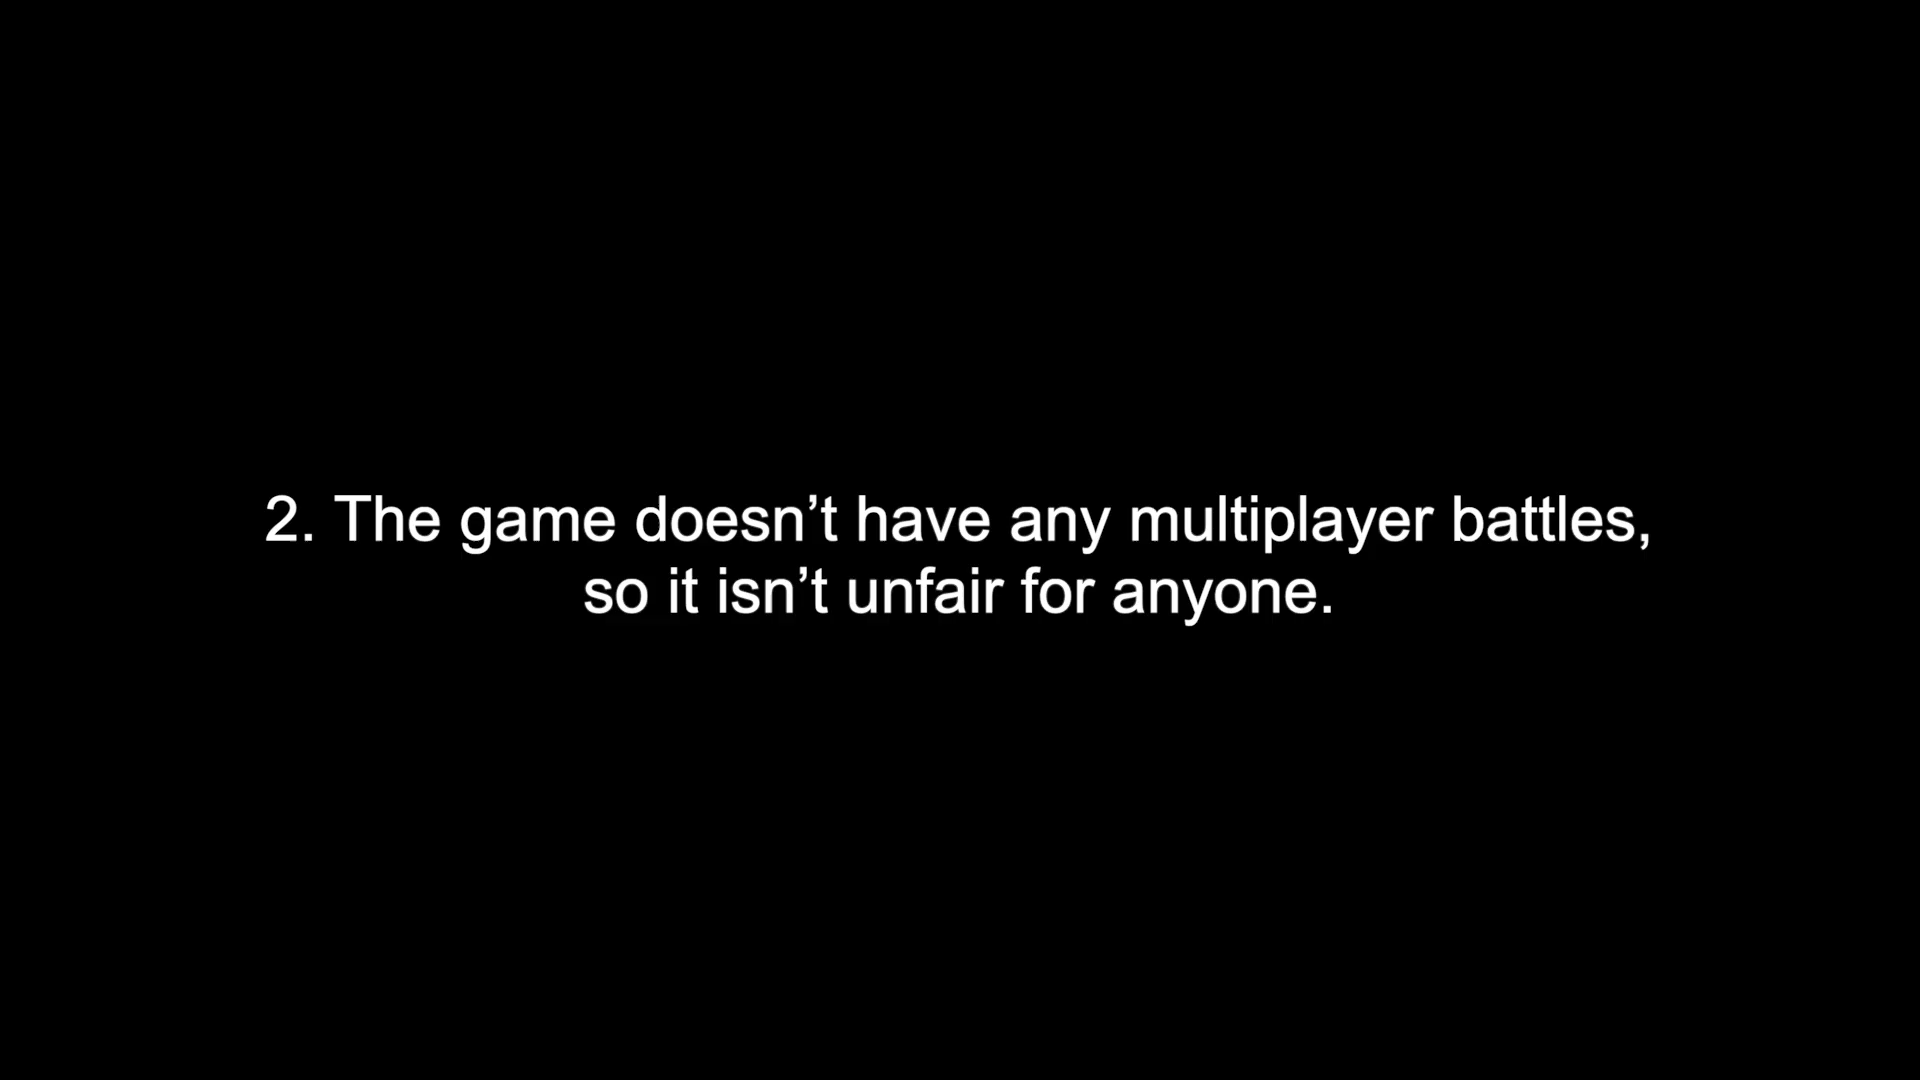 2. The game doesn’t have any multiplayer battles,
so it isn’t unfair for anyone.